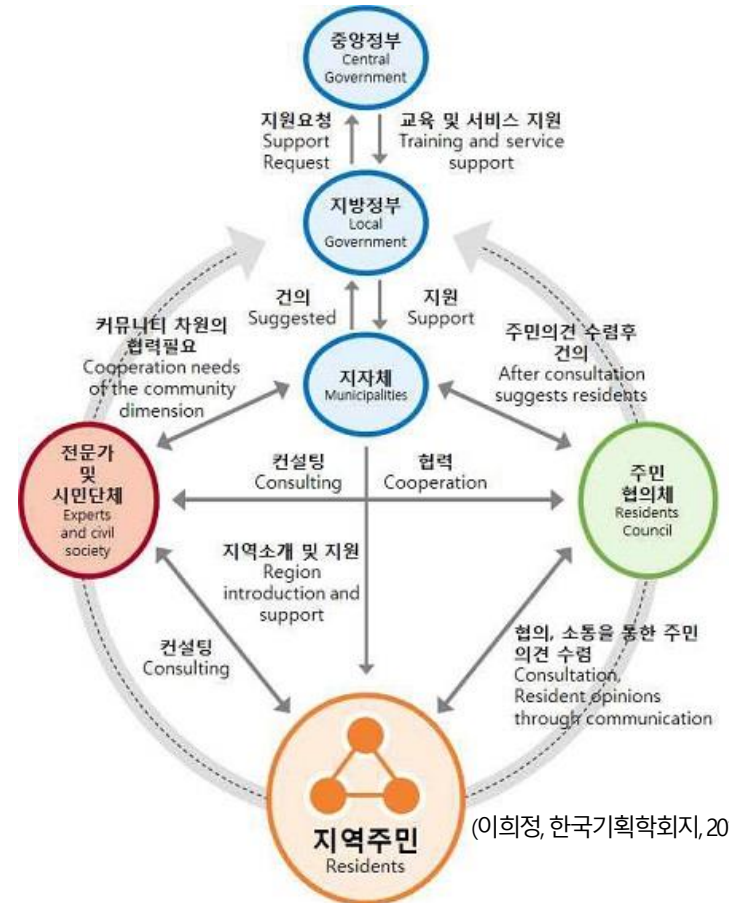 중앙정부
Central
Government
지원요청
Support
Request
교육 및 서비스 지원
Training and service
support
지방정부
Local
Government
건의
Suggested
지원
Support
커뮤니티 차원의
협력필요
Cooperation needs
of the community
dimension
주민의견 수렴후
건의
After consultation
suggests residents
지자체
Municipalities
전문가
및
시민단체
Experts
and civil
society
컨설팅
Consulting
협력
Cooperation
주민
협의체
Residents
Council
지역소개 및 지원
Region
introduction and
support
컨설팅
Consulting
협의, 소통을 통한 주민
의견 수렴
Consultation,
Resident opinions
through communication
지역주민
Residents
(이희정, 한국기획학회지, 20